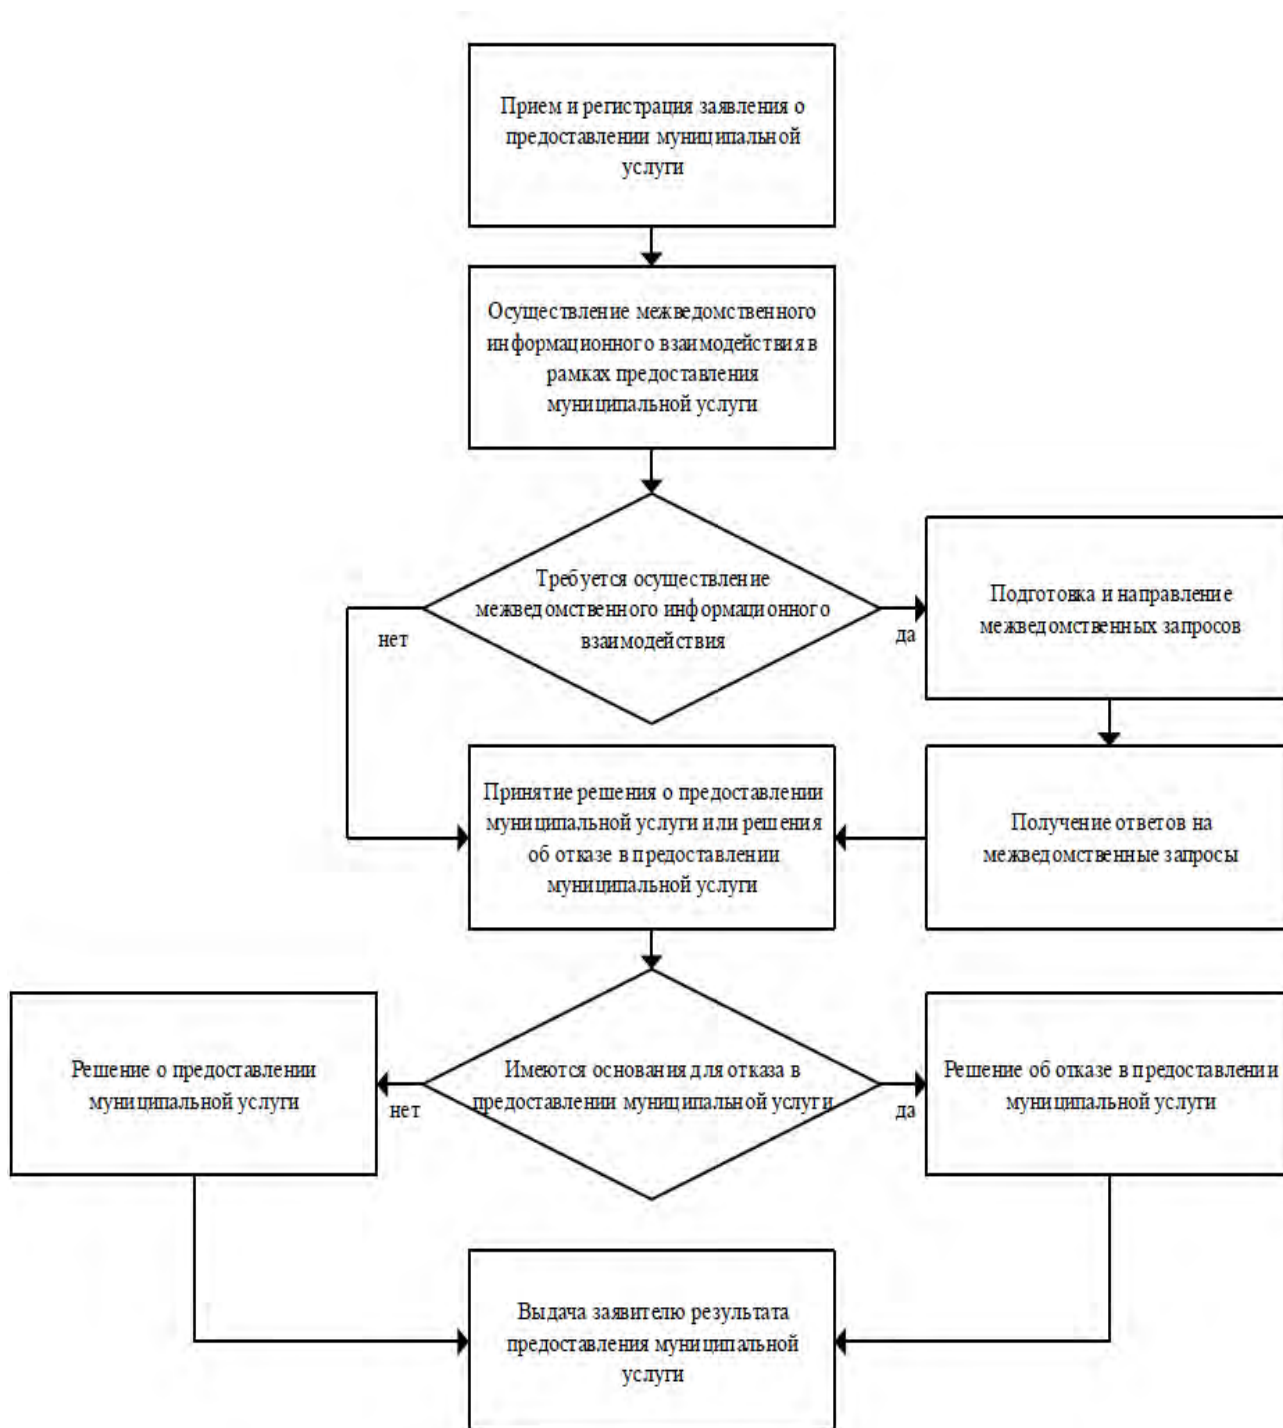 Прием и регистрация заявления о
предоставлении муниципальной
услуги
Осуществление межведомственного
информационного взаимодействия в
рамках предоставления
муниципальной услуги
Требуется осуществление
межведомственного информационного
взаимодействия
нет
да
Подготовка и направление
межведомственных запросов
Принятие решения о предоставлении
муниципальной услуги или решения
об отказе в предоставлении
муниципальной услуги
Получение ответов на
межведомственные запросы
Решение о предоставлении
муниципальной услуги
нет
Имеются основания для отказа в
предоставлении муниципальной услуги
да
Решение об отказе в предоставлении
муниципальной услуги
Выдача заявителю результата
предоставления муниципальной
услуги